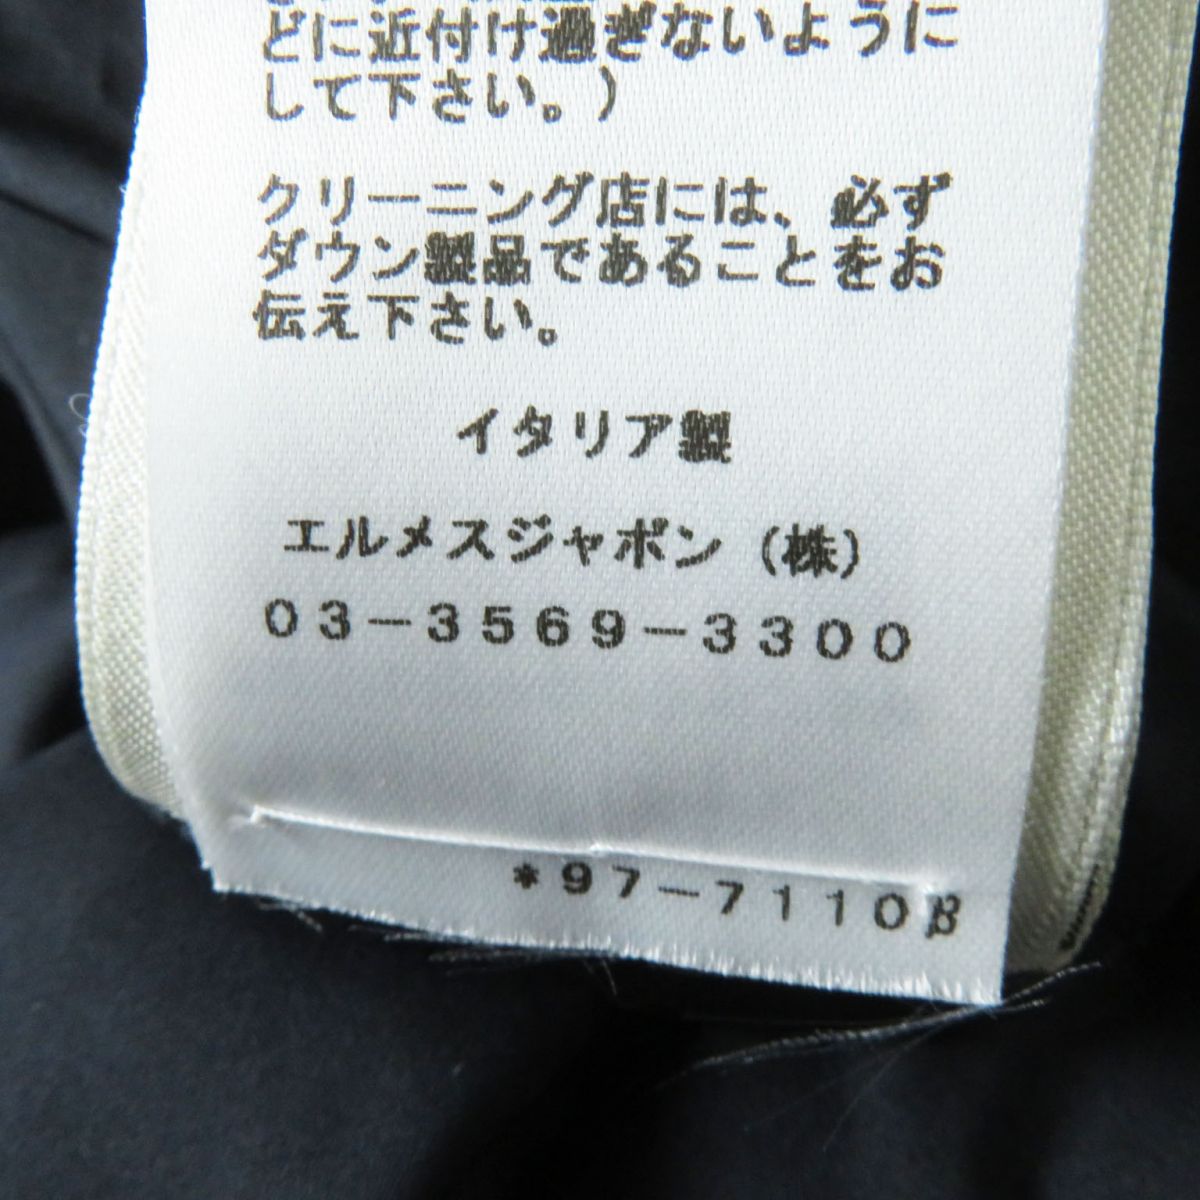 どに近付け過ぎないように
して下さい。)
クリーニング店には、必ず
ダウン製品であることをお
伝え下さい。
イタリア製
エルメスジャポン(株)
03-3569-3300
*97-7110β